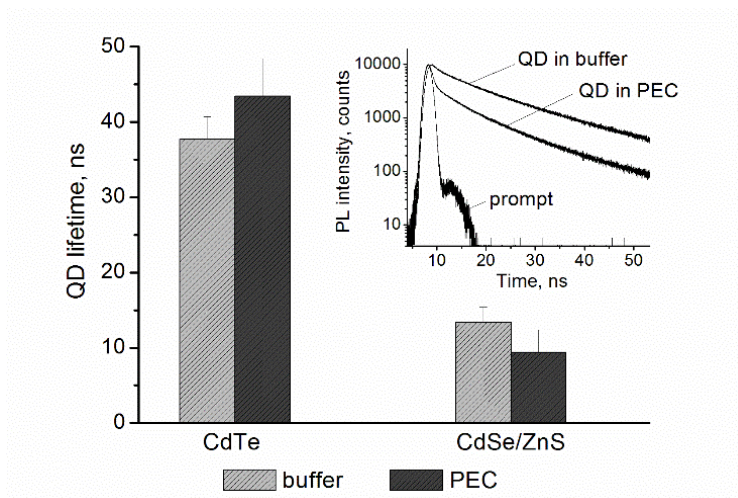 50
40
30
20
10
0
QD lifetime, ns
CdTe
CdSe/ZnS
buffer
PEC
10000
1000
100
10
PL intensity, counts
QD in buffer
QD in PEC
prompt
10
20
30
40
50
Time, ns